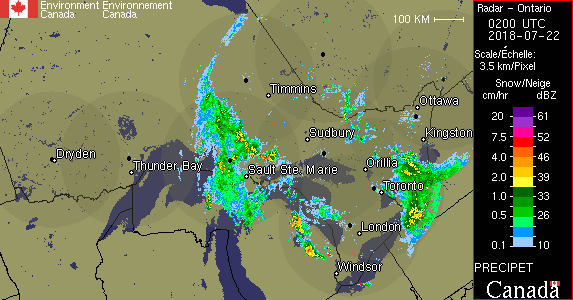 Environment Environnement
Canada Canada
100 KM
Timmins
Ottawa
Sudbury
Kingston
Dryden
Thunder Bay
Sault Ste. Marie
Orillia
Toronto
London
Windsor
Radar - Ontario
0200 UTC
2018-07-22
Scale/Échelle:
3.5 km/Pixel
Snow/Neige
cm/hr dBZ
20 61
7.5 52
4.0 46
2.0 39
1.0 33
0.5 26
0.1 10
PRECIPET
Canada